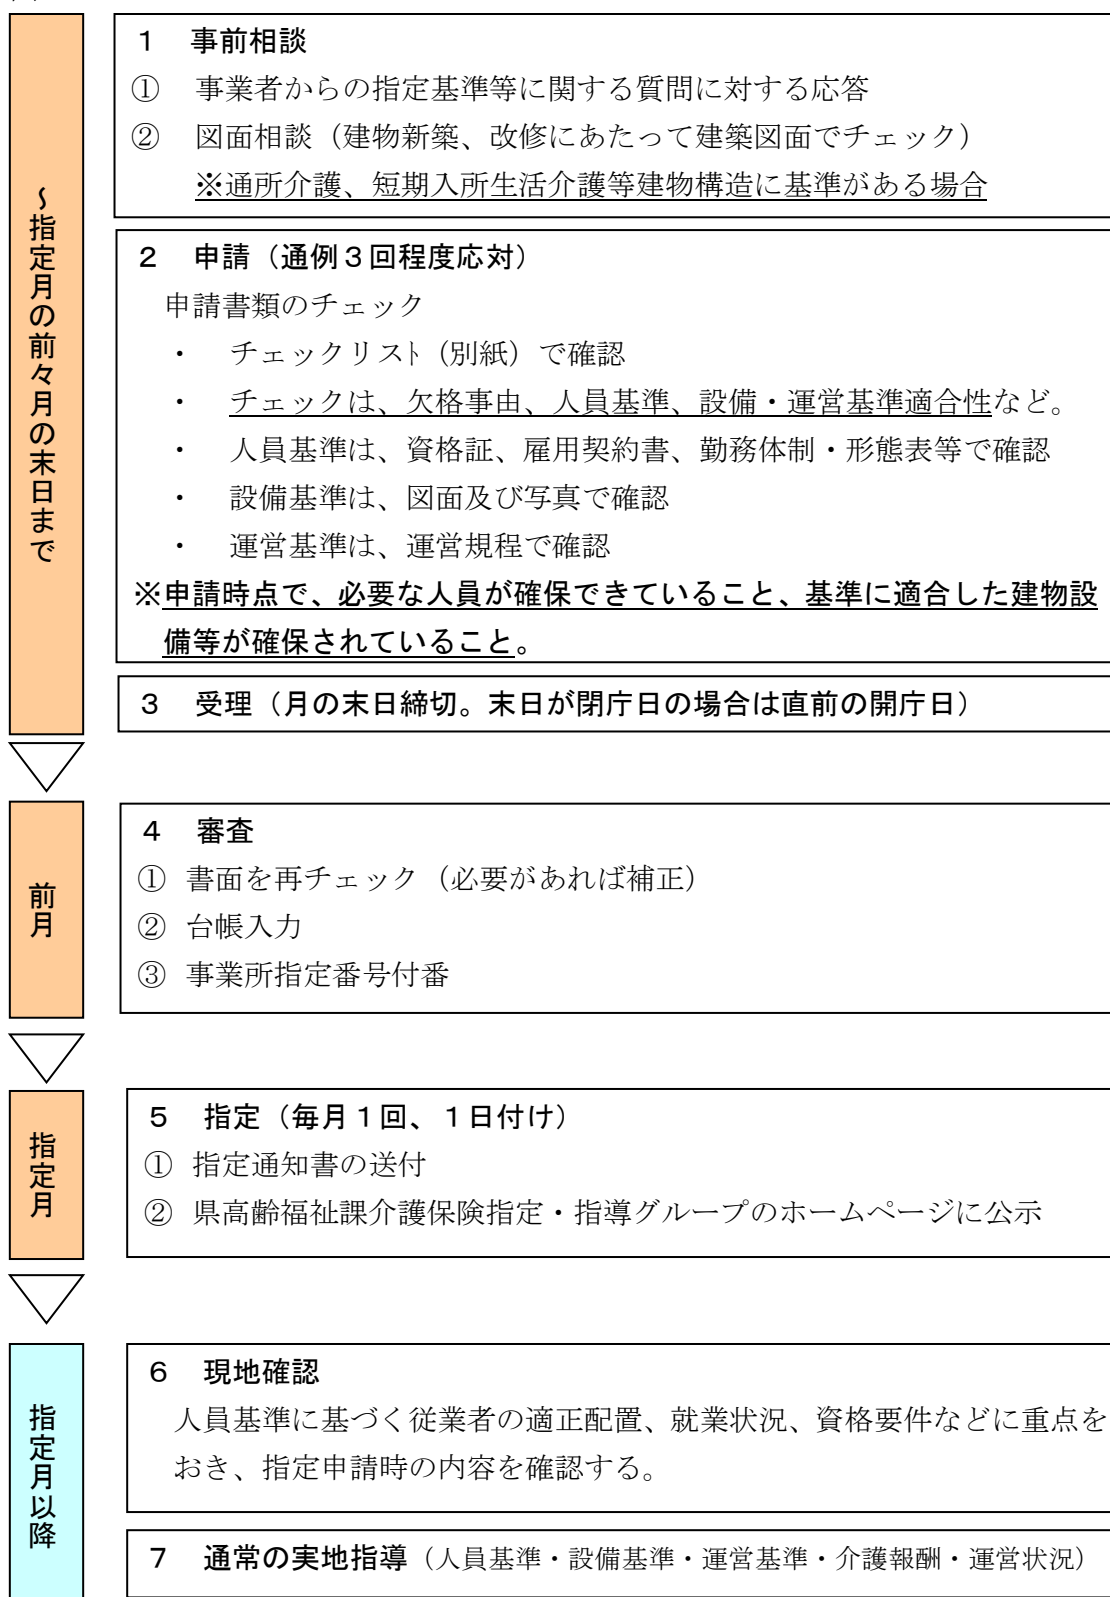 ～指定月の前々月の末日まで
１　事前相談
①　事業者からの指定基準等に関する質問に対する応答
②　図面相談（建物新築、改修にあたって建築図面でチェック）
※通所介護、短期入所生活介護等建物構造に基準がある場合
２　申請（通例３回程度応対）
申請書類のチェック
・　チェックリスト（別紙）で確認
・　チェックは、欠格事由、人員基準、設備・運営基準適合性など。
・　人員基準は、資格証、雇用契約書、勤務体制・形態表等で確認
・　設備基準は、図面及び写真で確認
・　運営基準は、運営規程で確認
※申請時点で、必要な人員が確保できていること、基準に適合した建物設
備等が確保されていること。
３　受理（月の末日締切。末日が閉庁日の場合は直前の開庁日）
前月
４　審査
①　書面を再チェック（必要があれば補正）
②　台帳入力
③　事業所指定番号付番
指定月
５　指定（毎月１回、１日付け）
①　指定通知書の送付
②　県高齢福祉課介護保険指定・指導グループのホームページに公示
指定月以降
６　現地確認
人員基準に基づく従業者の適正配置、就業状況、資格要件などに重点を
おき、指定申請時の内容を確認する。
７　通常の実地指導（人員基準・設備基準・運営基準・介護報酬・運営状況）